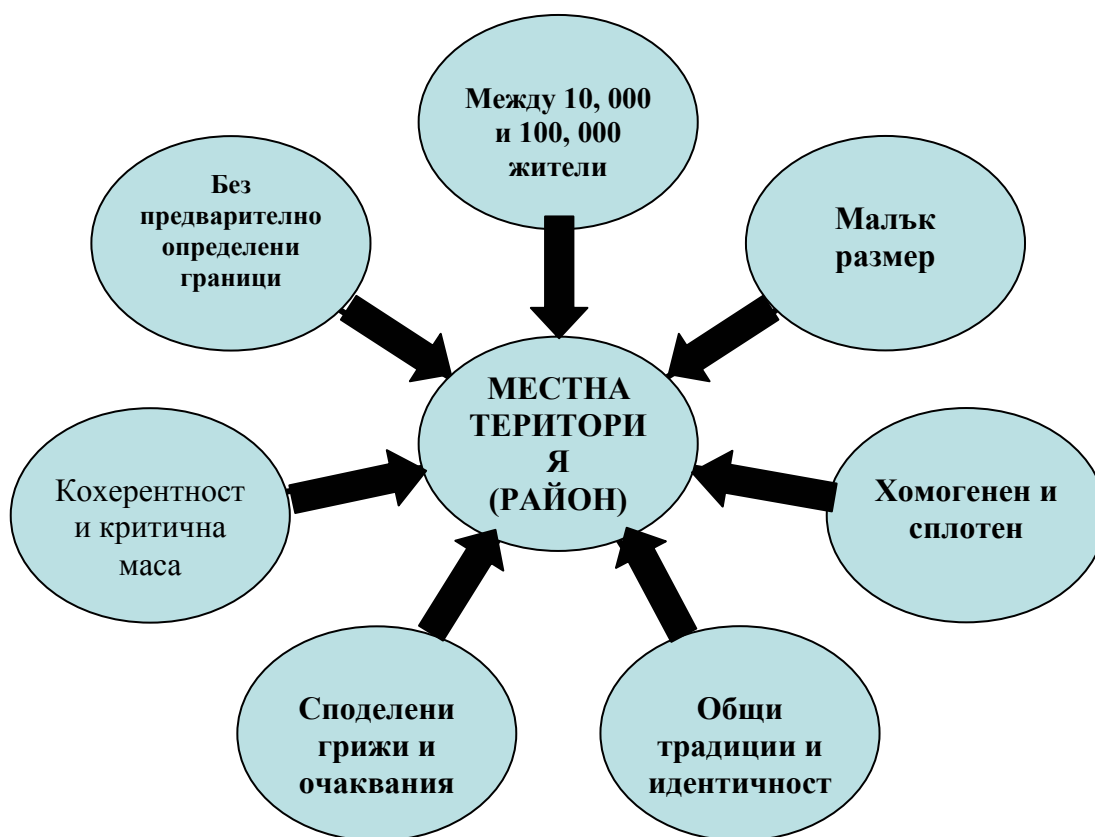 Между 10, 000
и 100, 000
жители
Без
предварително
определени
граници
Малък
размер
МЕСТНА
ТЕРИТОРИ
Я
(РАЙОН)
Кохерентност
и критична
маса
Хомогенен и
сплотен
Споделени
грижи и
очаквания
Общи
традиции и
идентичност